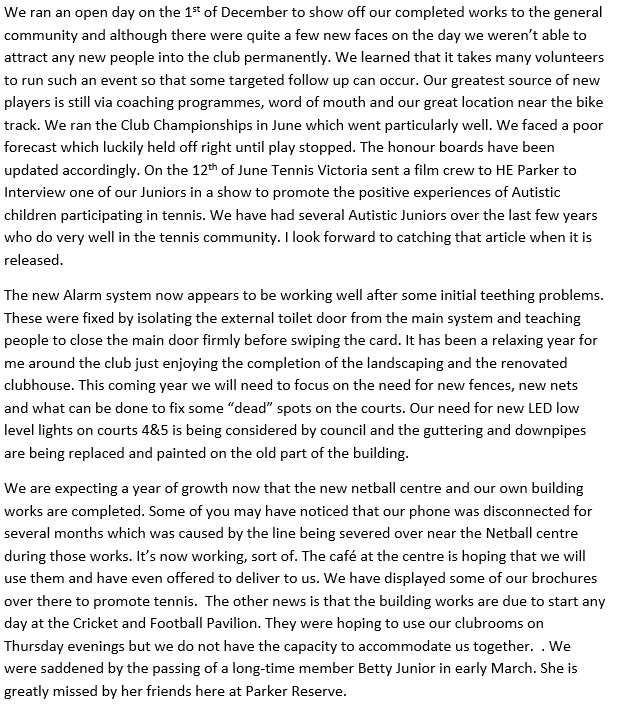 We ran an open day on the 1st of December to show off our completed works to the general
community and although there were quite a few new faces on the day we weren't able to
attract any new people into the club permanently. We learned that it takes many volunteers
to run such an event so that some targeted follow up can occur. Our greatest source of new
players is still via coaching programmes, word of mouth and our great location near the bike
track. We ran the Club Championships in June which went particularly well. We faced a poor
forecast which luckily held off right until play stopped. The honour boards have been
updated accordingly. On the 12th of June Tennis Victoria sent a film crew to HE Parker to
Interview one of our Juniors in a show to promote the positive experiences of Autistic
children participating in tennis. We have had several Autistic Juniors over the last few years
who do very well in the tennis community. I look forward to catching that article when it is
released.
The new Alarm system now appears to be working well after some initial teething problems.
These were fixed by isolating the external toilet door from the main system and teaching
people to close the main door firmly before swiping the card. It has been a relaxing year for
me around the club just enjoying the completion of the landscaping and the renovated
clubhouse. This coming year we will need to focus on the need for new fences, new nets
and what can be done to fix some "dead" spots on the courts. Our need for new LED low
level lights on courts 4&5 is being considered by council and the guttering and downpipes
are being replaced and painted on the old part of the building.
We are expecting a year of growth now that the new netball centre and our own building
works are completed. Some of you may have noticed that our phone was disconnected for
several months which was caused by the line being severed over near the Netball centre
during those works. It's now working, sort of. The café at the centre is hoping that we will
use them and have even offered to deliver to us. We have displayed some of our brochures
over there to promote tennis.  The other news is that the building works are due to start any
day at the Cricket and Football Pavilion. They were hoping to use our clubrooms on
Thursday evenings but we do not have the capacity to accommodate us together.  . We
were saddened by the passing of a long-time member Betty Junior in early March. She is
greatly missed by her friends here at Parker Reserve.